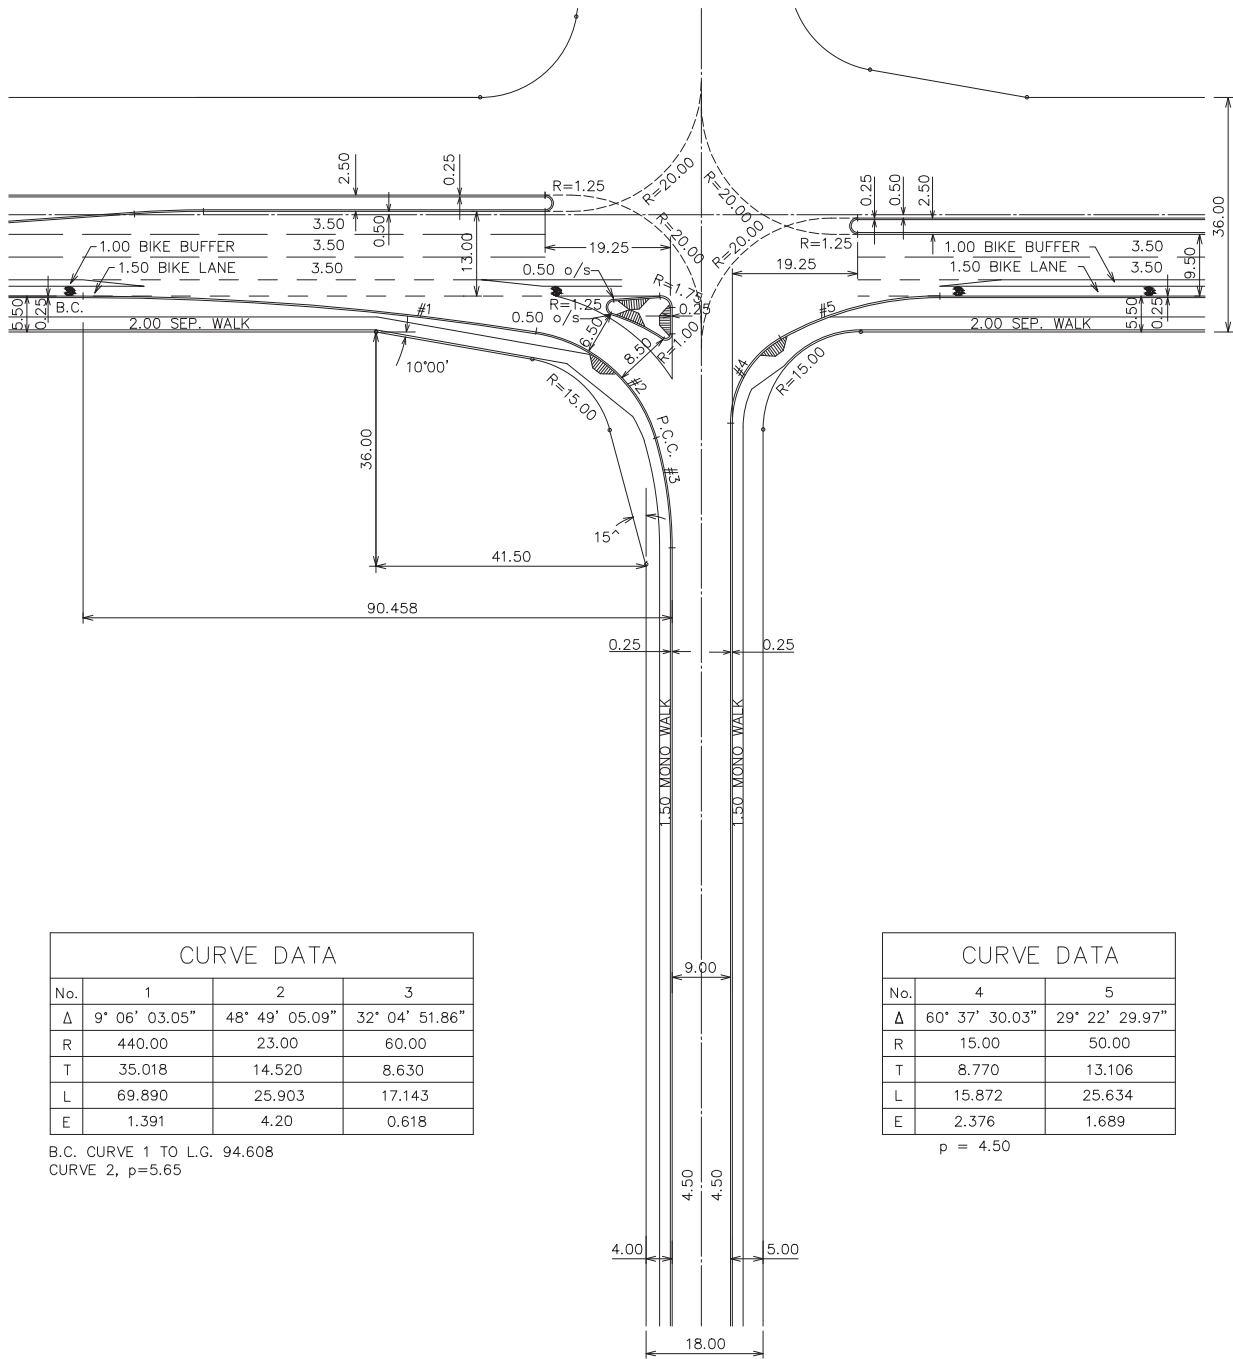 2.50
0.25
R=1.25
R=20.00
R=20.00
0.25
0.50
2.50
36.00
3.50
0.50
13.00
R=20.00
R=20.00
R=1.25
1.00 BIKE BUFFER
3.50
19.25
1.00 BIKE BUFFER
3.50
9.50
1.50 BIKE LANE
3.50
0.50 o/s
19.25
1.50 BIKE LANE
3.50
5.50
0.25
B.C.
#1
R=1.25
R=1.75
0.25
#5
5.50
0.25
2.00 SEP. WALK
0.50 o/s
6.50
8.50
R=1.00
2.00 SEP. WALK
10°00'
R=15.00
#2
#4
R=15.00
36.00
P.C.C.
#3
15^
41.50
90.458
0.25
0.25
1.50 MONO WALK
1.50 MONO WALK
9.00
CURVE DATA
No. 1 2 3
Δ 9° 06' 03.05" 48° 49' 05.09" 32° 04' 51.86"
R 440.00 23.00 60.00
T 35.018 14.520 8.630
L 69.890 25.903 17.143
E 1.391 4.20 0.618
B.C. CURVE 1 TO L.G. 94.608
CURVE 2, p=5.65
CURVE DATA
No. 4 5
Δ 60° 37' 30.03" 29° 22' 29.97"
R 15.00 50.00
T 8.770 13.106
L 15.872 25.634
E 2.376 1.689
p = 4.50
4.50
4.50
4.00
5.00
18.00